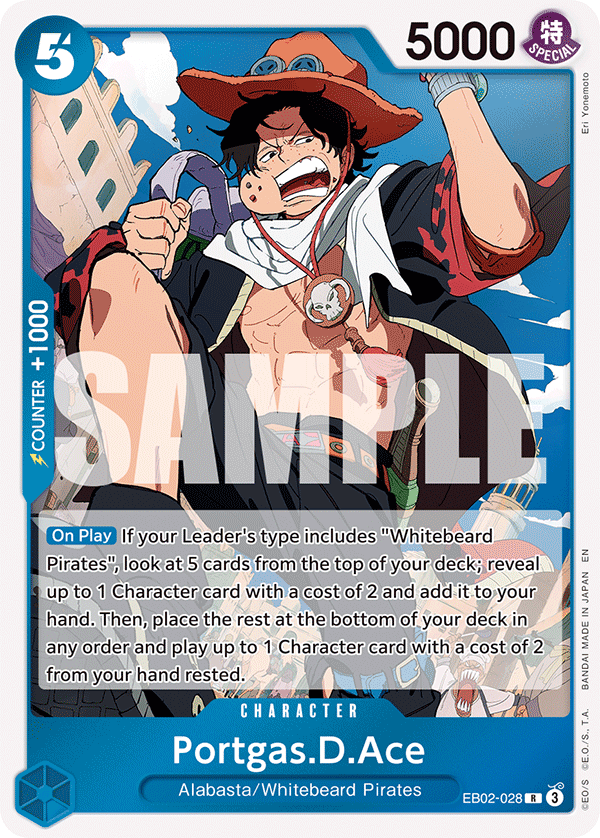 5
5000
特
SPECIAL
Eri Yonemoto
COUNTER +1000
SAMPLE
On Play If your Leader's type includes "Whitebeard
Pirates", look at 5 cards from the top of your deck; reveal
up to 1 Character card with a cost of 2 and add it to your
hand. Then, place the rest at the bottom of your deck in
any order and play up to 1 Character card with a cost of 2
from your hand rested.
©EO/S ©E.O./S., T.A. BANDAI MADE IN JAPAN EN
CHARACTER
Portgas.D.Ace
Alabasta/Whitebeard Pirates
EB02-028 R 3